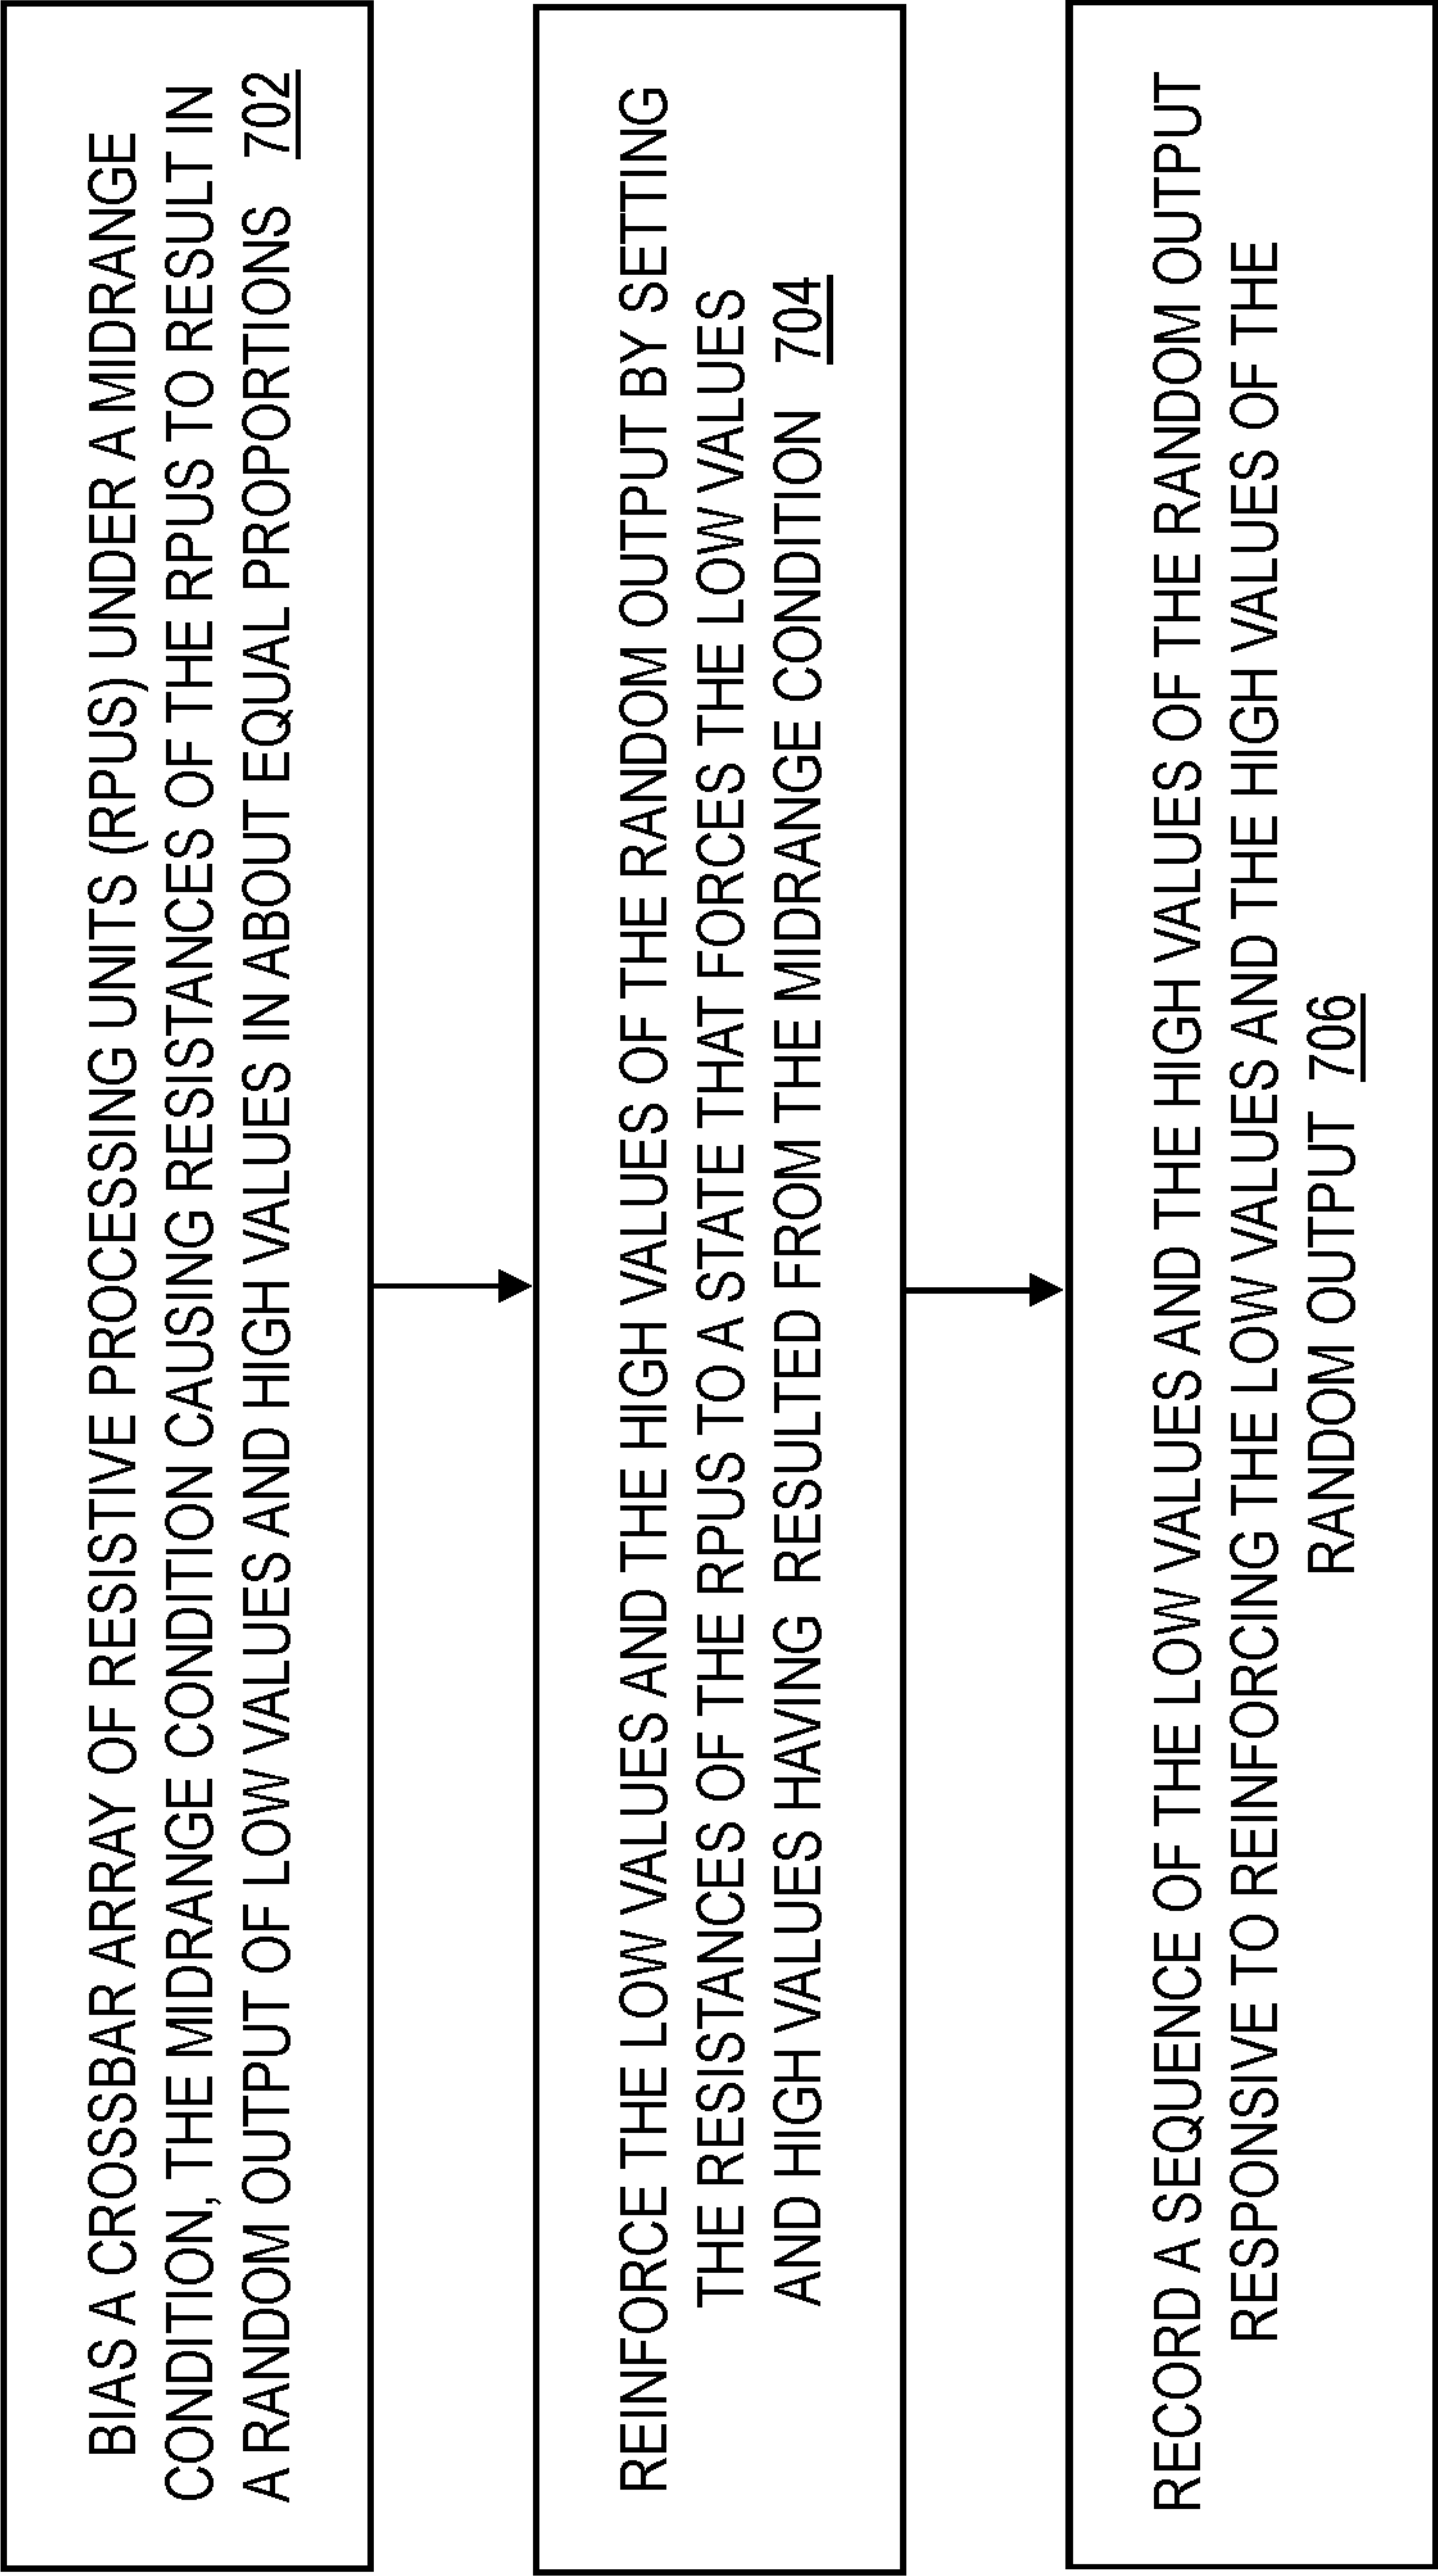 BIAS A CROSSBAR ARRAY OF RESISTIVE PROCESSING UNITS (RPUS) UNDER A MIDRANGE
CONDITION, THE MIDRANGE CONDITION CAUSING RESISTANCES OF THE RPUS TO RESULT IN
A RANDOM OUTPUT OF LOW VALUES AND HIGH VALUES IN ABOUT EQUAL PROPORTIONS 702
REINFORCE THE LOW VALUES AND THE HIGH VALUES OF THE RANDOM OUTPUT BY SETTING
THE RESISTANCES OF THE RPUS TO A STATE THAT FORCES THE LOW VALUES
AND HIGH VALUES HAVING RESULTED FROM THE MIDRANGE CONDITION 704
RECORD A SEQUENCE OF THE LOW VALUES AND THE HIGH VALUES OF THE RANDOM OUTPUT
RESPONSIVE TO REINFORCING THE LOW VALUES AND THE HIGH VALUES OF THE
RANDOM OUTPUT 706